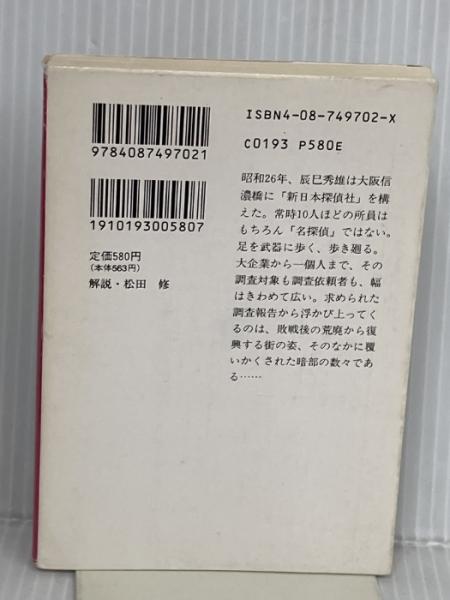 ISBN4-08-749702-X
C0193 P580E
9784087497021
1910193005807
定価580円
(本体563円)
解説・松田 修
昭和26年、辰巳秀雄は大阪信
濃橋に「新日本探偵社」を構
えた。常時10人ほどの所員は
もちろん「名探偵」ではない。
足を武器に歩く、歩き廻る。
大企業から一個人まで、その
調査対象も調査依頼者も、幅
はきわめて広い。求められた
調査報告から浮かび上ってく
るのは、敗戦後の荒廃から復
興する街の姿、そのなかに覆
いかくされた暗部の数々であ
る……